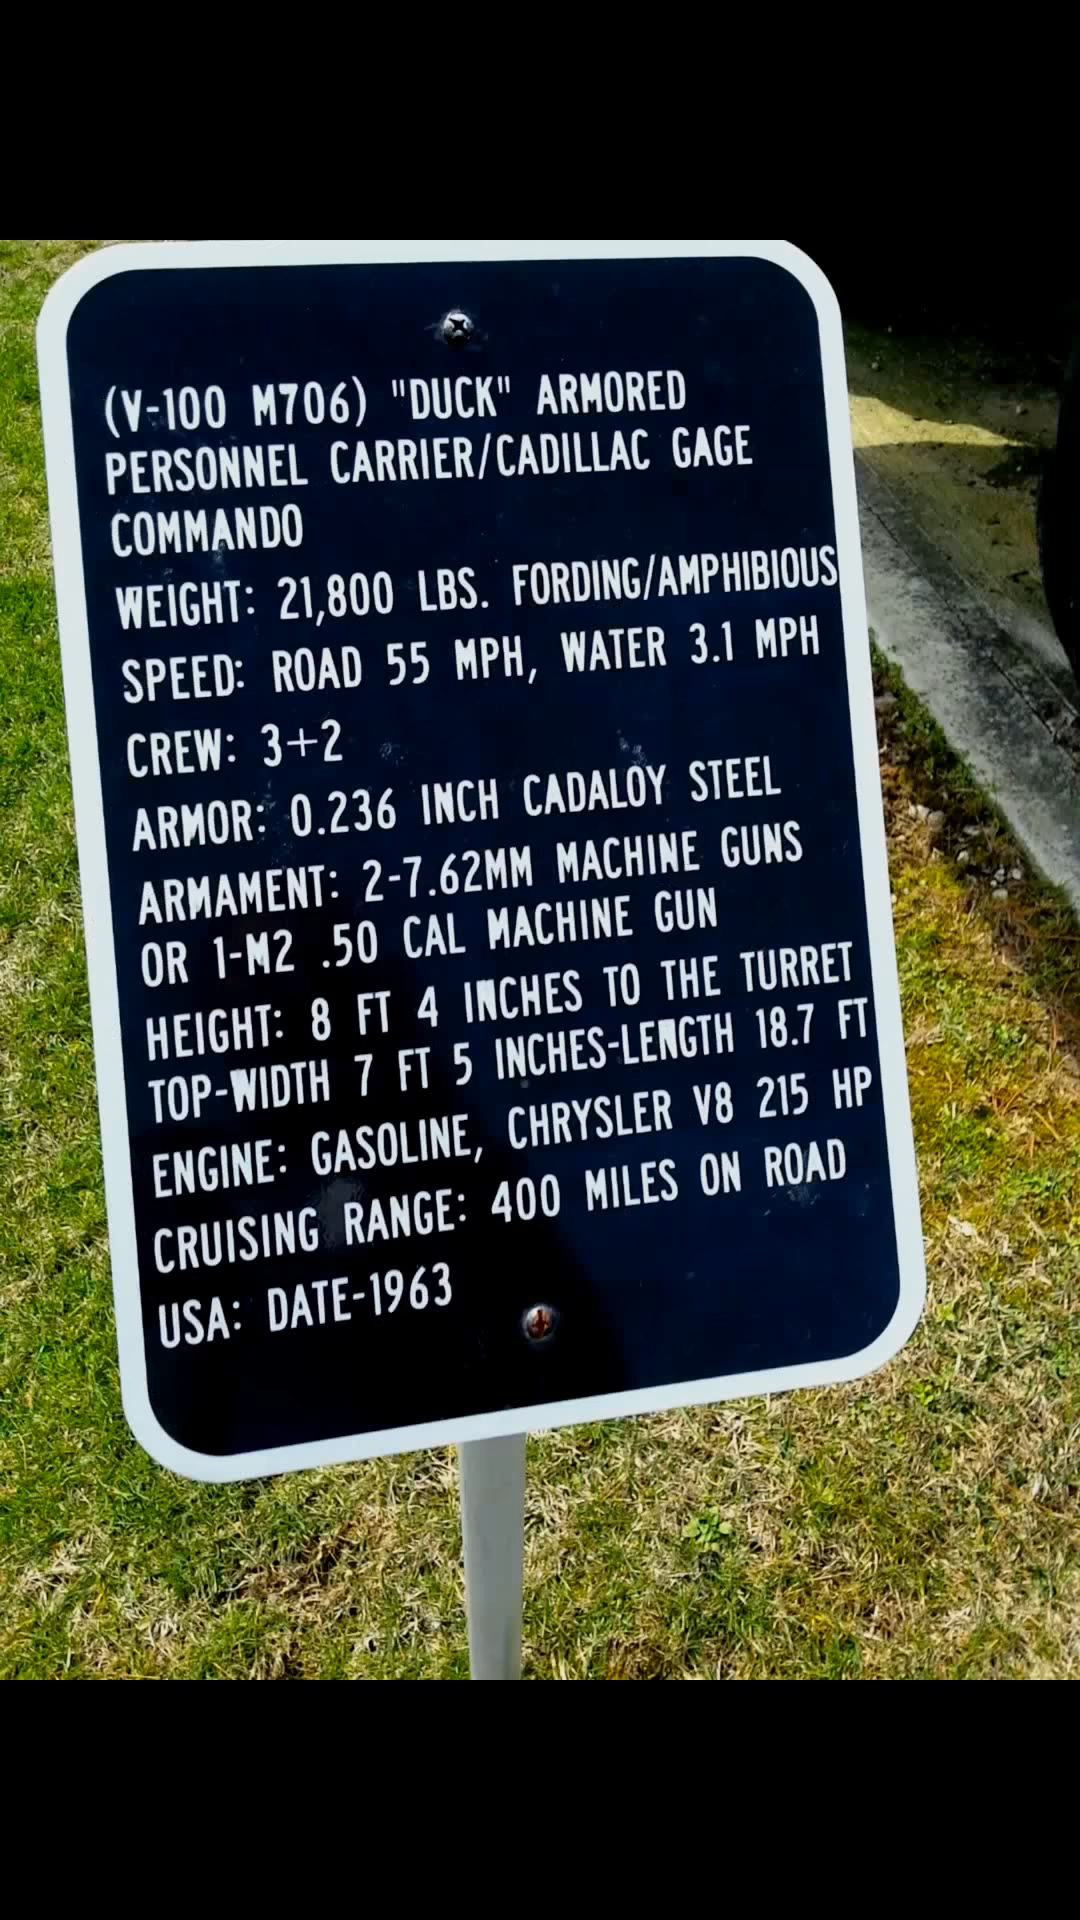 (V-100 M706) "DUCK" ARMORED
PERSONNEL CARRIER/CADILLAC GAGE
COMMANDO
WEIGHT: 21,800 LBS. FORDING/AMPHIBIOUS
SPEED: ROAD 55 MPH, WATER 3.1 MPH
CREW: 3+2
ARMOR: 0.236 INCH CADALOY STEEL
ARMAMENT: 2-7.62MM MACHINE GUNS
OR 1-M2 .50 CAL MACHINE GUN
HEIGHT: 8 FT 4 INCHES TO THE TURRET
TOP-WIDTH 7 FT 5 INCHES-LENGTH 18.7 FT
ENGINE: GASOLINE, CHRYSLER V8 215 HP
CRUISING RANGE: 400 MILES ON ROAD
USA: DATE-1963